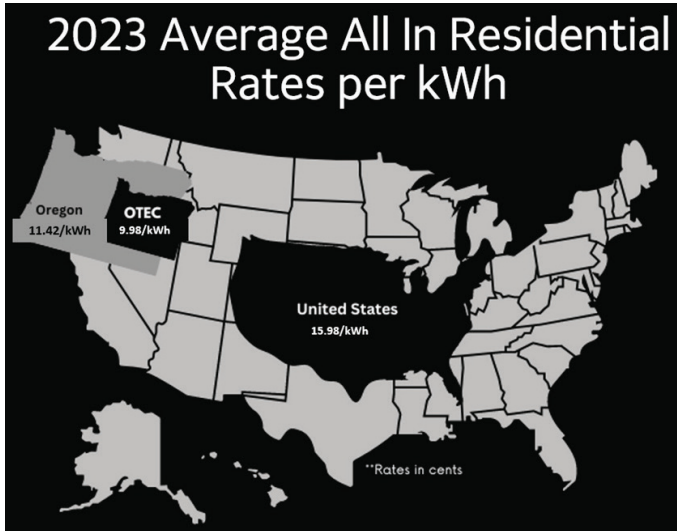 2023 Average All In Residential
Rates per kWh
Oregon
11.42/kWh
OTEC
9.98/kWh
United States
15.98/kWh
**Rates in cents